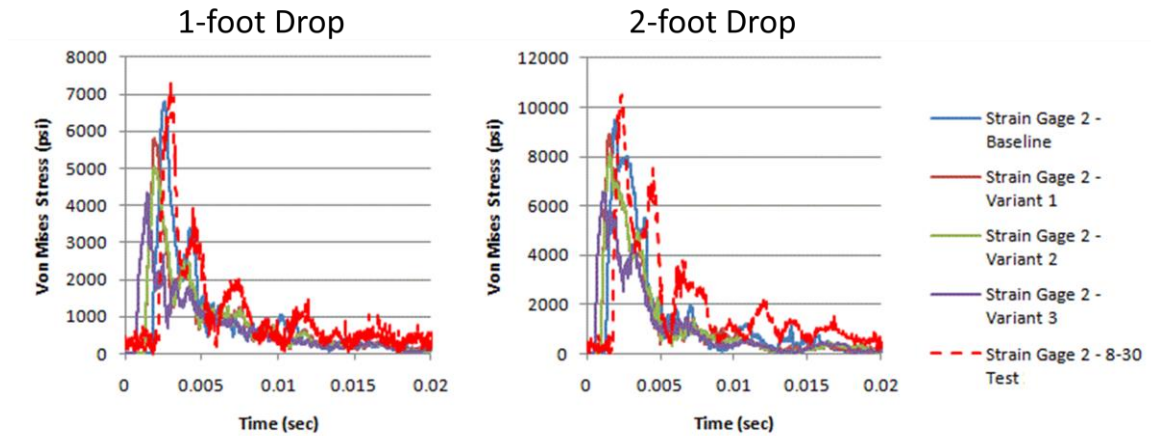 1-foot Drop
8000
7000
6000
5000
4000
3000
2000
1000
0
Von Mises Stress (psi)
0
0.005
0.01
0.015
0.02
Time (sec)
2-foot Drop
12000
10000
8000
6000
4000
2000
0
Von Mises Stress (psi)
0
0.005
0.01
0.015
0.02
Time (sec)
Strain Gage 2 -
Baseline
Strain Gage 2 -
Variant 1
Strain Gage 2 -
Variant 2
Strain Gage 2 -
Variant 3
Strain Gage 2 - 8-30
Test